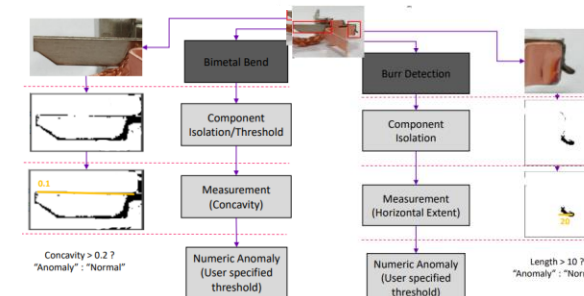 Bimetal Bend
Burr Detection
Component
Isolation/Threshold
Component
Isolation
0.1
Measurement
(Concavity)
Measurement
(Horizontal Extent)
20
Concavity > 0.2 ?
"Anomaly" : "Normal"
Numeric Anomaly
(User specified
threshold)
Numeric Anomaly
(User specified
threshold)
Length > 10 ?
"Anomaly" : "Nor